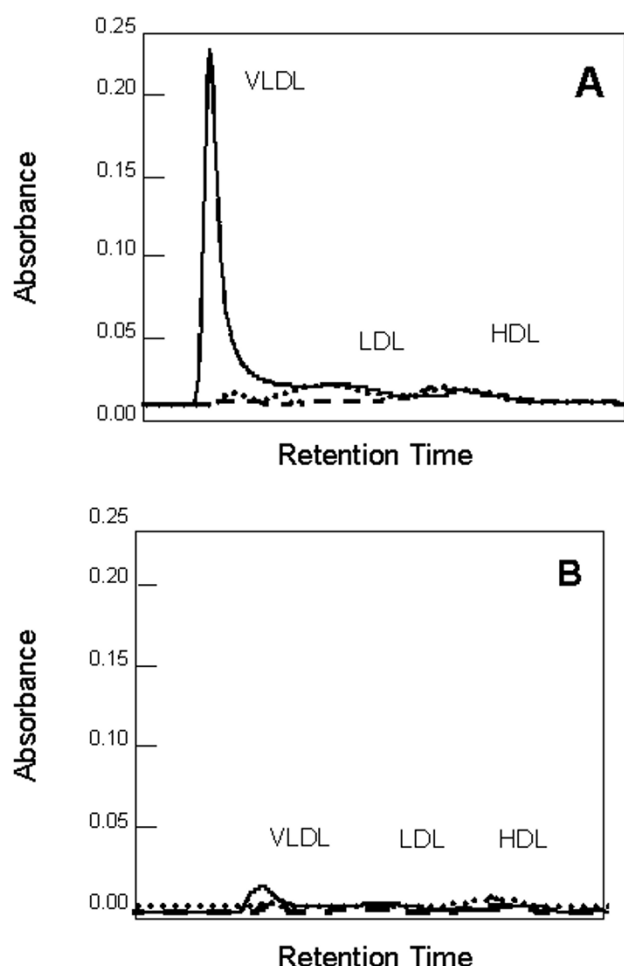 0.25
A
VLDL
0.20
0.15
Absorbance
0.10
0.05
LDL
HDL
0.00
Retention Time
0.25
B
0.20
0.15
Absorbance
0.10
0.05
VLDL
LDL
HDL
0.00
Retention Time